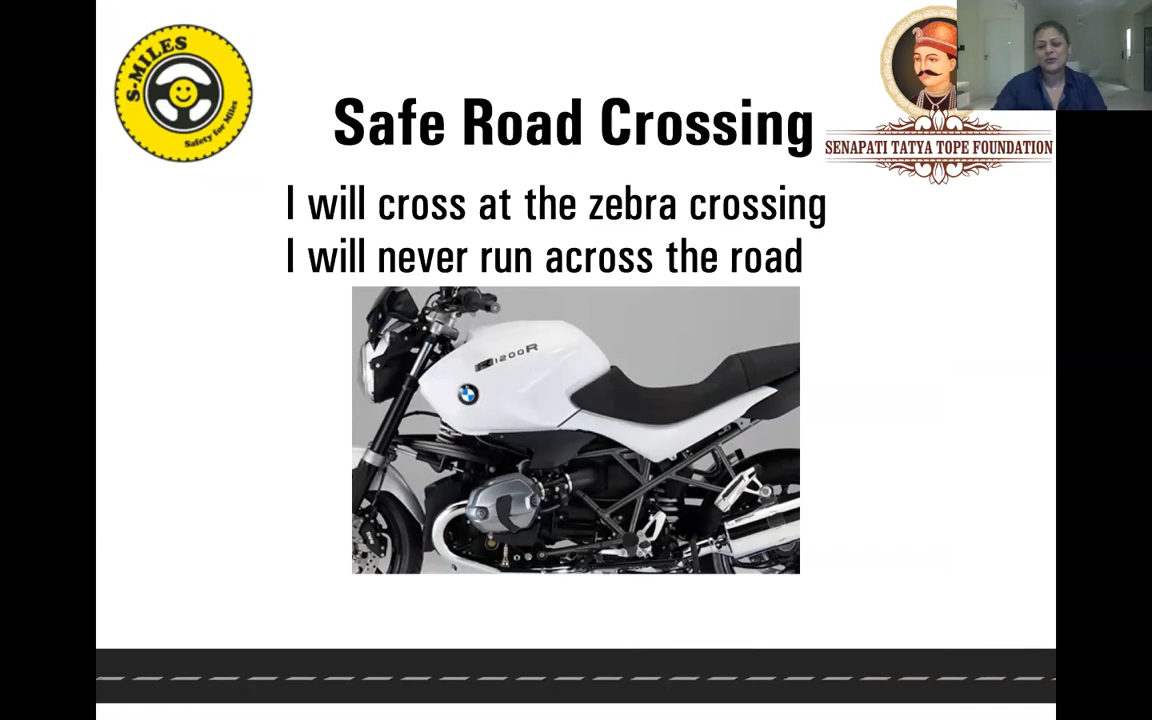 S-MILES
Safety for Miles
Safe Road Crossing
SENAPATI TATYA TOPE FOUNDATION
I will cross at the zebra crossing
I will never run across the road
R1200R